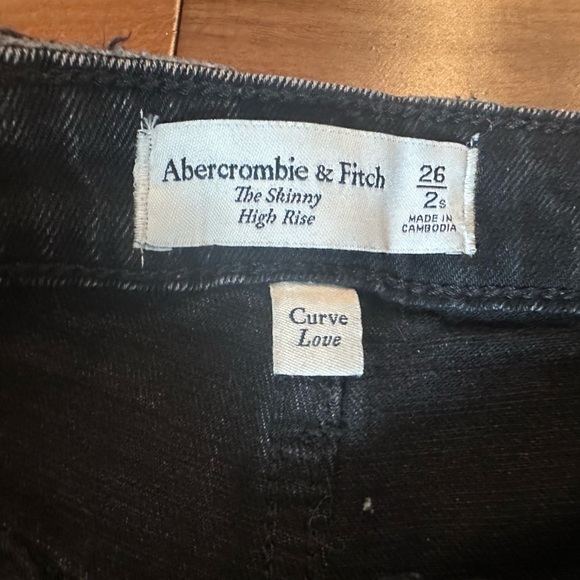 Abercrombie & Fitch
The Skinny
High Rise
26
2s
MADE IN
CAMBODIA
Curve
Love